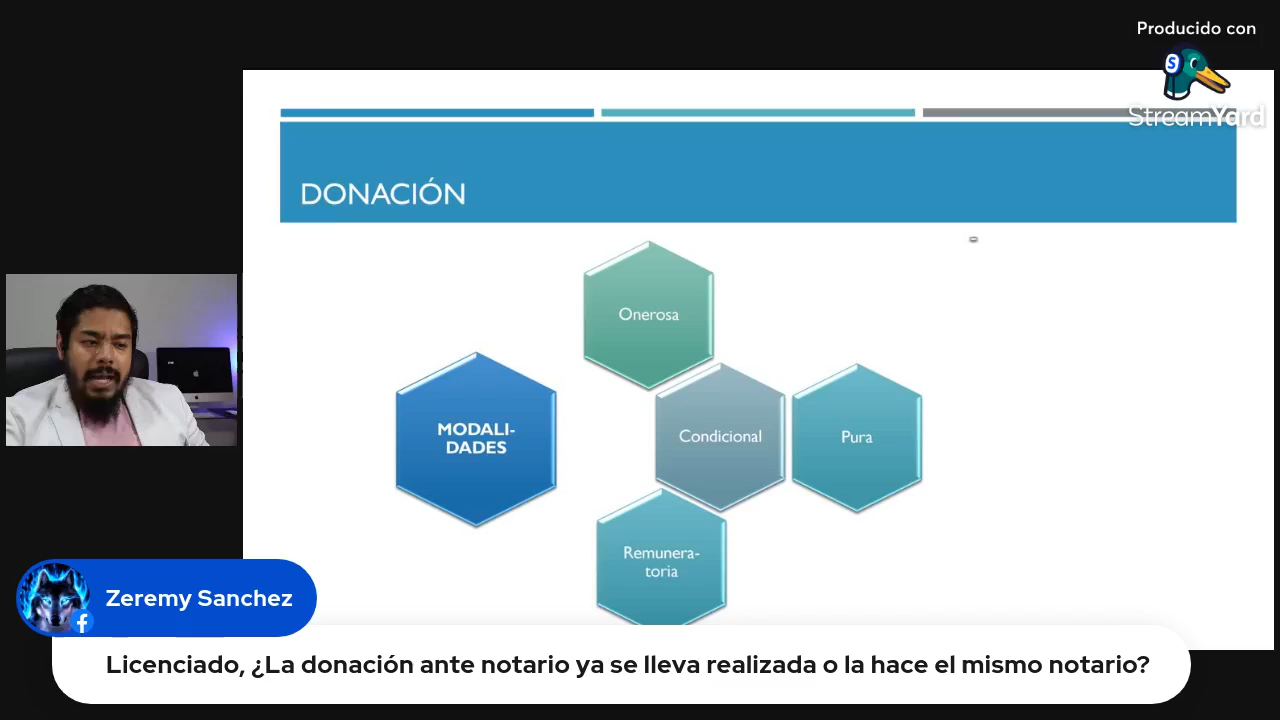 Producido con
StreamYard
DONACIÓN
Onerosa
MODALI-
DADES
Condicional
Pura
Remunera-
toria
Zeremy Sanchez
Licenciado, ¿La donación ante notario ya se lleva realizada o la hace el mismo notario?